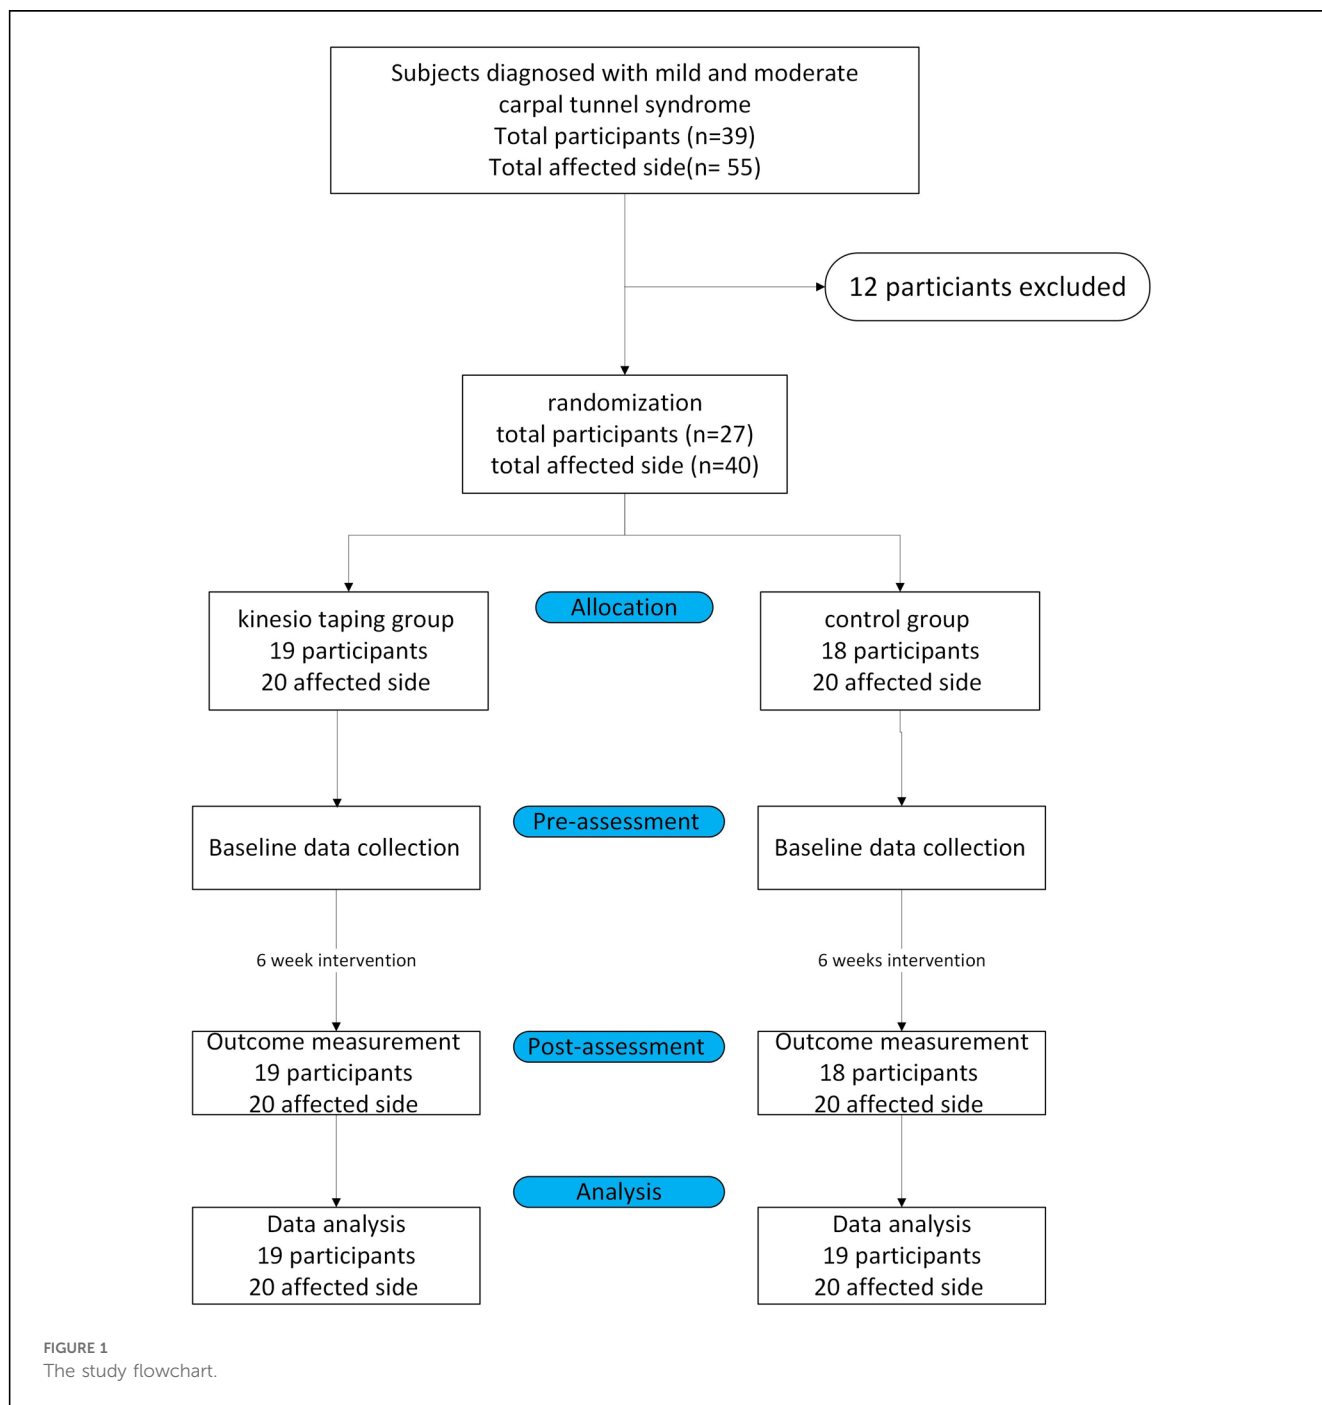 Subjects diagnosed with mild and moderate
carpal tunnel syndrome
Total participants (n=39)
Total affected side(n= 55)
12 particiants excluded
randomization
total participants (n=27)
total affected side (n=40)
kinesio taping group
19 participants
20 affected side
Allocation
control group
18 participants
20 affected side
Baseline data collection
Pre-assessment
Baseline data collection
6 week intervention
6 weeks intervention
Outcome measurement
19 participants
20 affected side
Post-assessment
Outcome measurement
18 participants
20 affected side
Analysis
Data analysis
19 participants
20 affected side
Data analysis
19 participants
20 affected side
FIGURE 1
The study flowchart.